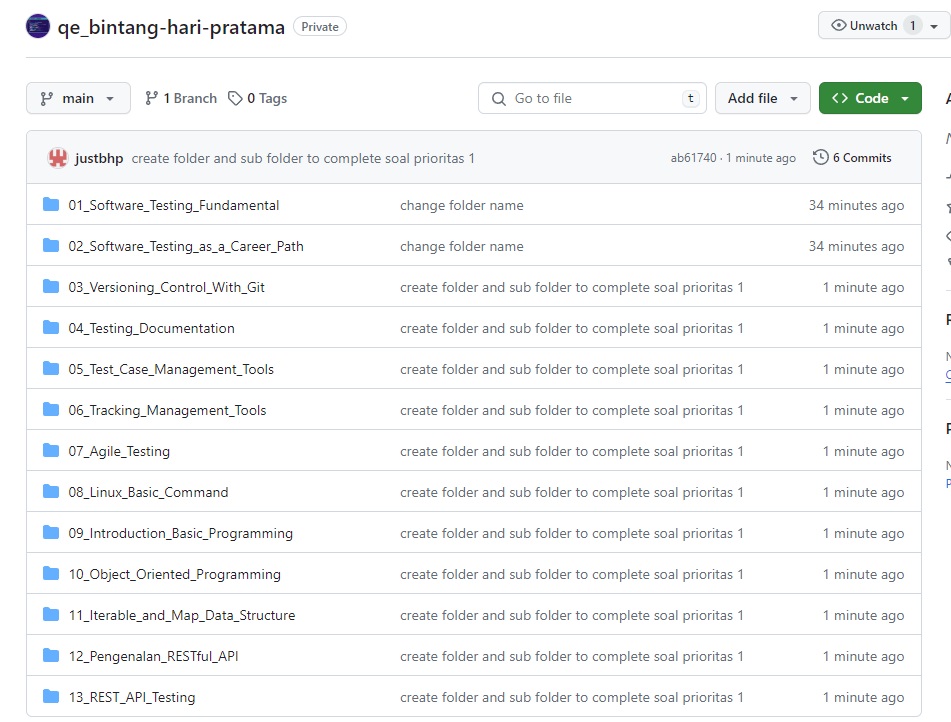 qe_bintang-hari-pratama Private Unwatch 1
main 1 Branch 0 Tags Go to file t Add file Code
justbhp create folder and sub folder to complete soal prioritas 1 ab61740 · 1 minute ago 6 Commits
01_Software_Testing_Fundamental change folder name 34 minutes ago
02_Software_Testing_as_a_Career_Path change folder name 34 minutes ago
03_Versioning_Control_With_Git create folder and sub folder to complete soal prioritas 1 1 minute ago
04_Testing_Documentation create folder and sub folder to complete soal prioritas 1 1 minute ago
05_Test_Case_Management_Tools create folder and sub folder to complete soal prioritas 1 1 minute ago
06_Tracking_Management_Tools create folder and sub folder to complete soal prioritas 1 1 minute ago
07_Agile_Testing create folder and sub folder to complete soal prioritas 1 1 minute ago
08_Linux_Basic_Command create folder and sub folder to complete soal prioritas 1 1 minute ago
09_Introduction_Basic_Programming create folder and sub folder to complete soal prioritas 1 1 minute ago
10_Object_Oriented_Programming create folder and sub folder to complete soal prioritas 1 1 minute ago
11_Iterable_and_Map_Data_Structure create folder and sub folder to complete soal prioritas 1 1 minute ago
12_Pengenalan_RESTful_API create folder and sub folder to complete soal prioritas 1 1 minute ago
13_REST_API_Testing create folder and sub folder to complete soal prioritas 1 1 minute ago